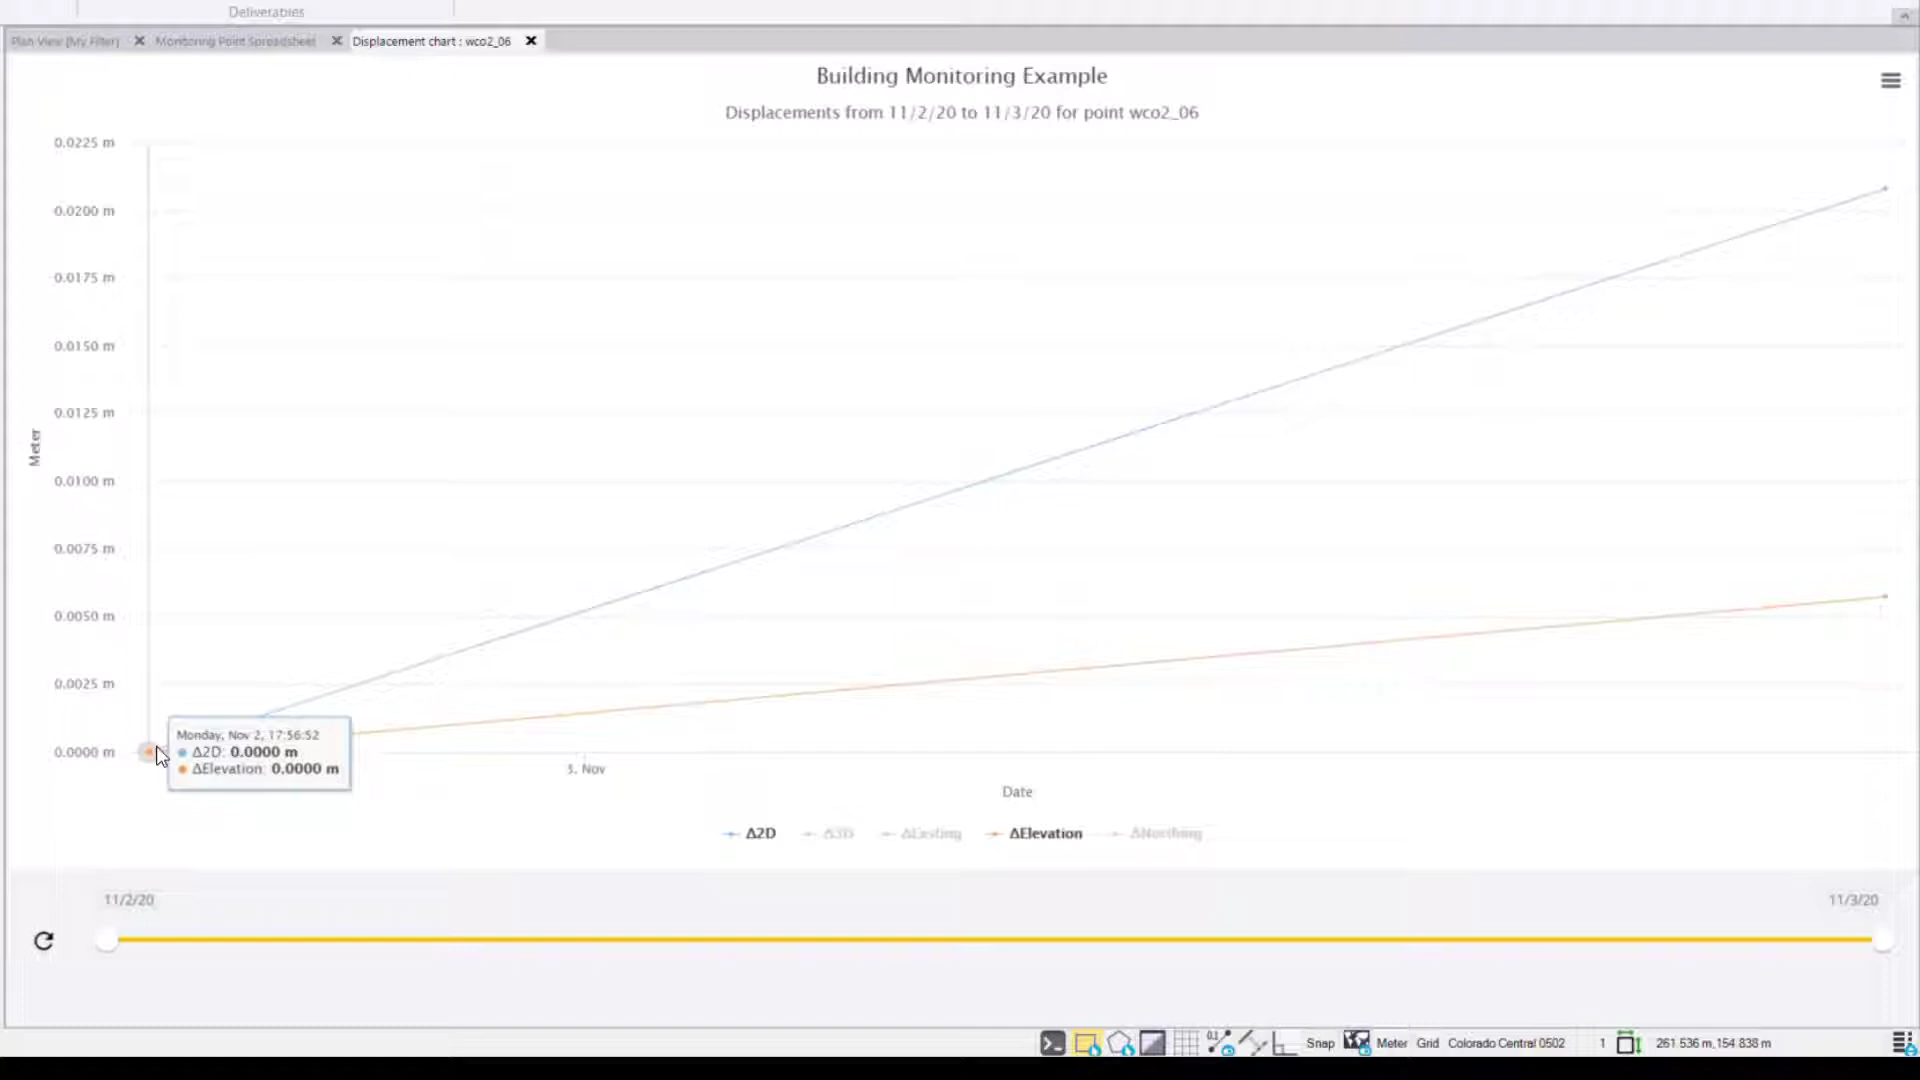 Deliverables
Plan View [My Filter] Monitoring Point Spreadsheet Displacement chart : wco2_06
Building Monitoring Example
Displacements from 11/2/20 to 11/3/20 for point wco2_06
0.0225 m
0.0200 m
0.0175 m
0.0150 m
0.0125 m
0.0100 m
0.0075 m
0.0050 m
0.0025 m
0.0000 m
Meter
Monday, Nov 2, 17:56:52
Δ2D: 0.0000 m
ΔElevation: 0.0000 m
3. Nov
Date
Δ2D Δ3D ΔEasting ΔElevation ΔNorthing
11/2/20 11/3/20
Snap Meter Grid Colorado Central 0502 1 261.536 m,154.838 m